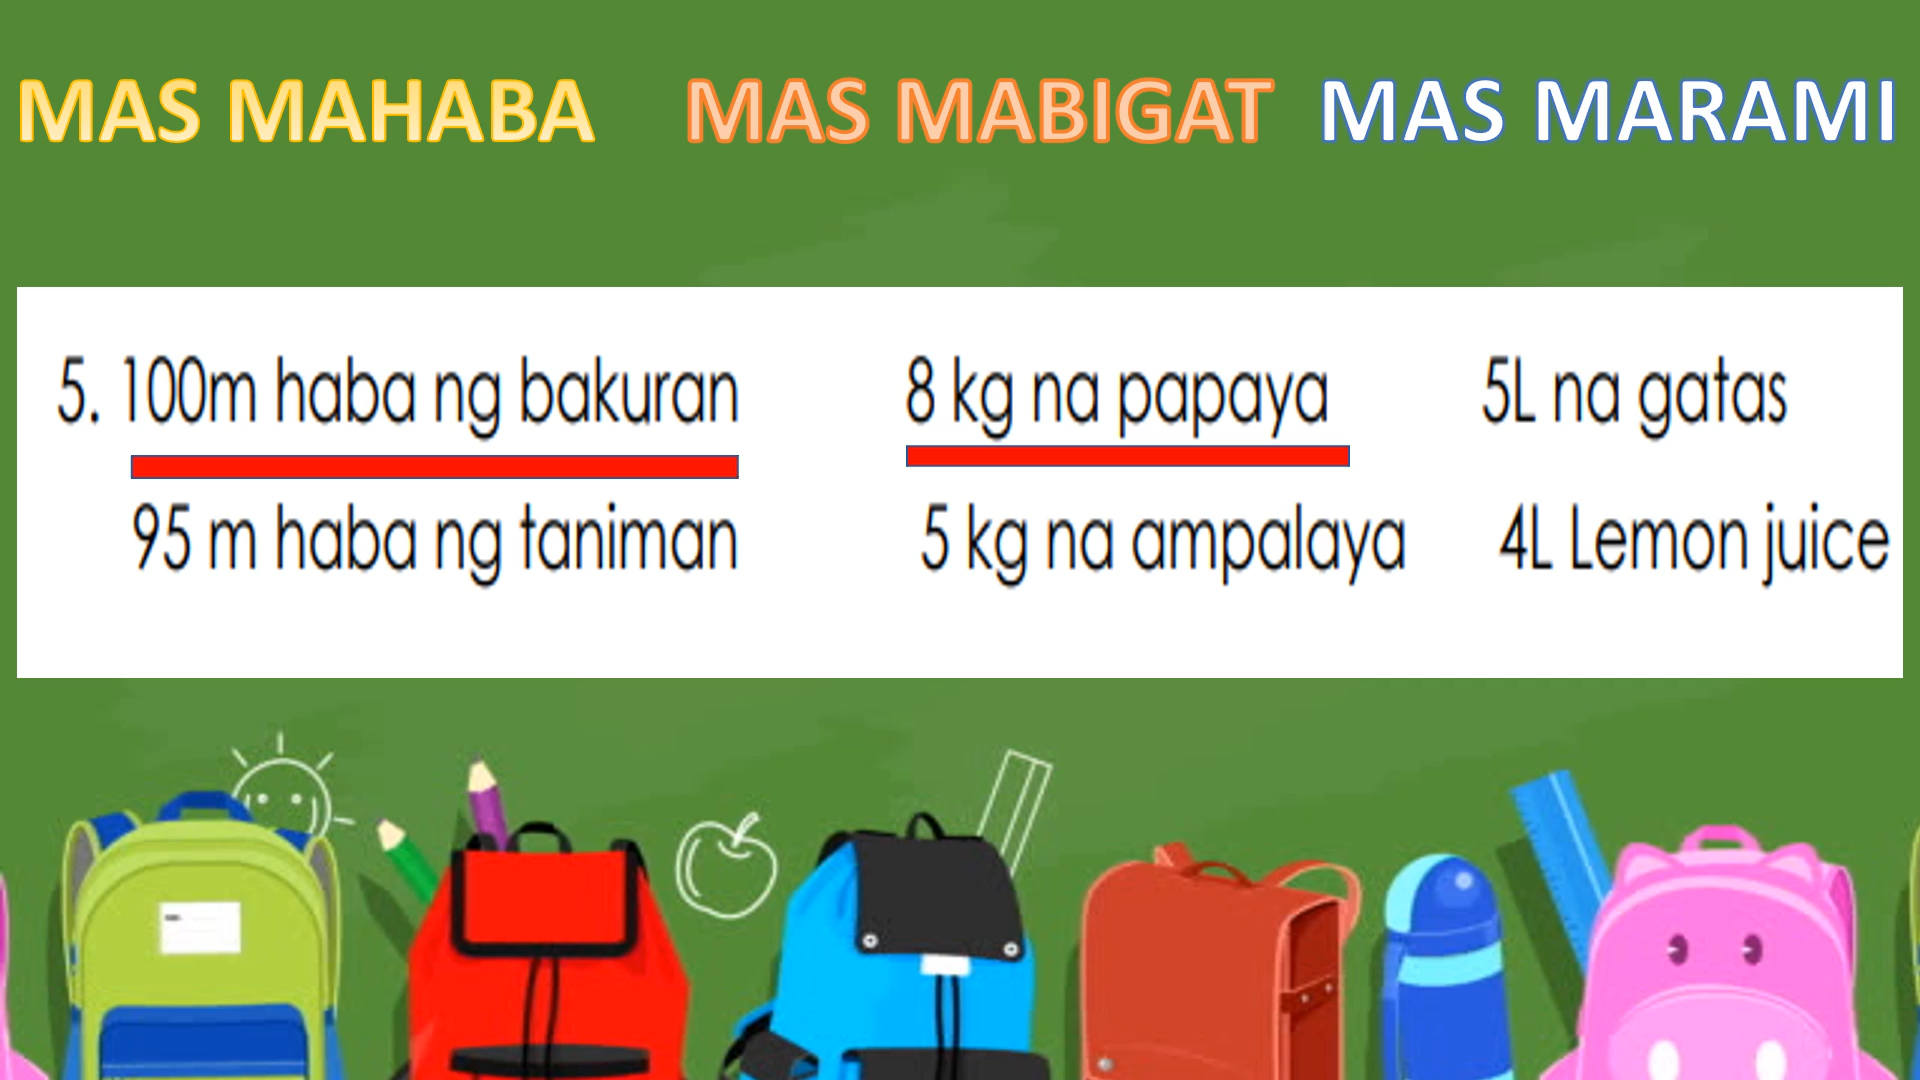 MAS MAHABA MAS MABIGAT MAS MARAMI
5. 100m haba ng bakuran 8 kg na papaya 5L na gatas
95 m haba ng taniman 5 kg na ampalaya 4L Lemon juice